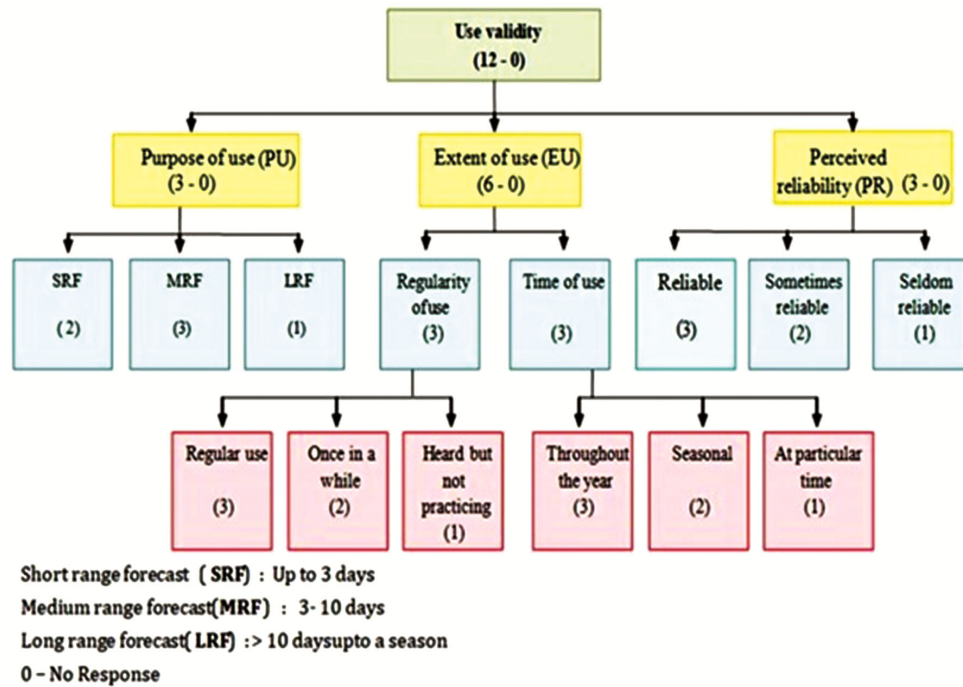 Use validity
(12 - 0)
Purpose of use (PU)
(3 - 0)
Extent of use (EU)
(6 - 0)
Perceived
reliability (PR) (3 - 0)
SRF
(2)
MRF
(3)
LRF
(1)
Regularity
of use
(3)
Time of use
(3)
Reliable
(3)
Sometimes
reliable
(2)
Seldom
reliable
(1)
Regular use
(3)
Once in a
while
(2)
Heard but
not
practicing
(1)
Throughout
the year
(3)
Seasonal
(2)
At particular
time
(1)
Short range forecast ( SRF) : Up to 3 days
Medium range forecast(MRF) : 3- 10 days
Long range forecast( LRF) :> 10 daysupto a season
0 – No Response